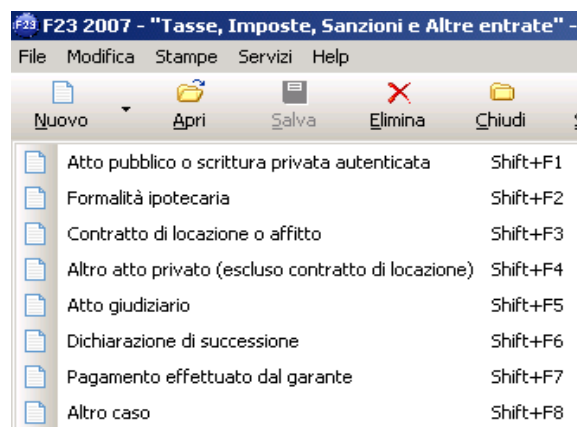 F23 F23 2007 - "Tasse, Imposte, Sanzioni e Altre entrate" -
File Modifica Stampe Servizi Help
Nuovo Apri Salva Elimina Chiudi
Atto pubblico o scrittura privata autenticata Shift+F1
Formalità ipotecaria Shift+F2
Contratto di locazione o affitto Shift+F3
Altro atto privato (escluso contratto di locazione) Shift+F4
Atto giudiziario Shift+F5
Dichiarazione di successione Shift+F6
Pagamento effettuato dal garante Shift+F7
Altro caso Shift+F8